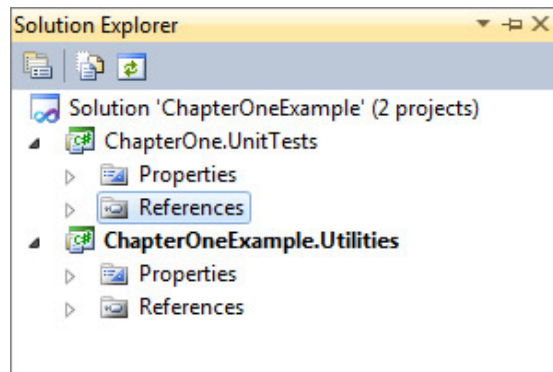 Solution Explorer
Solution 'ChapterOneExample' (2 projects)
ChapterOne.UnitTests
Properties
References
ChapterOneExample.Utilities
Properties
References